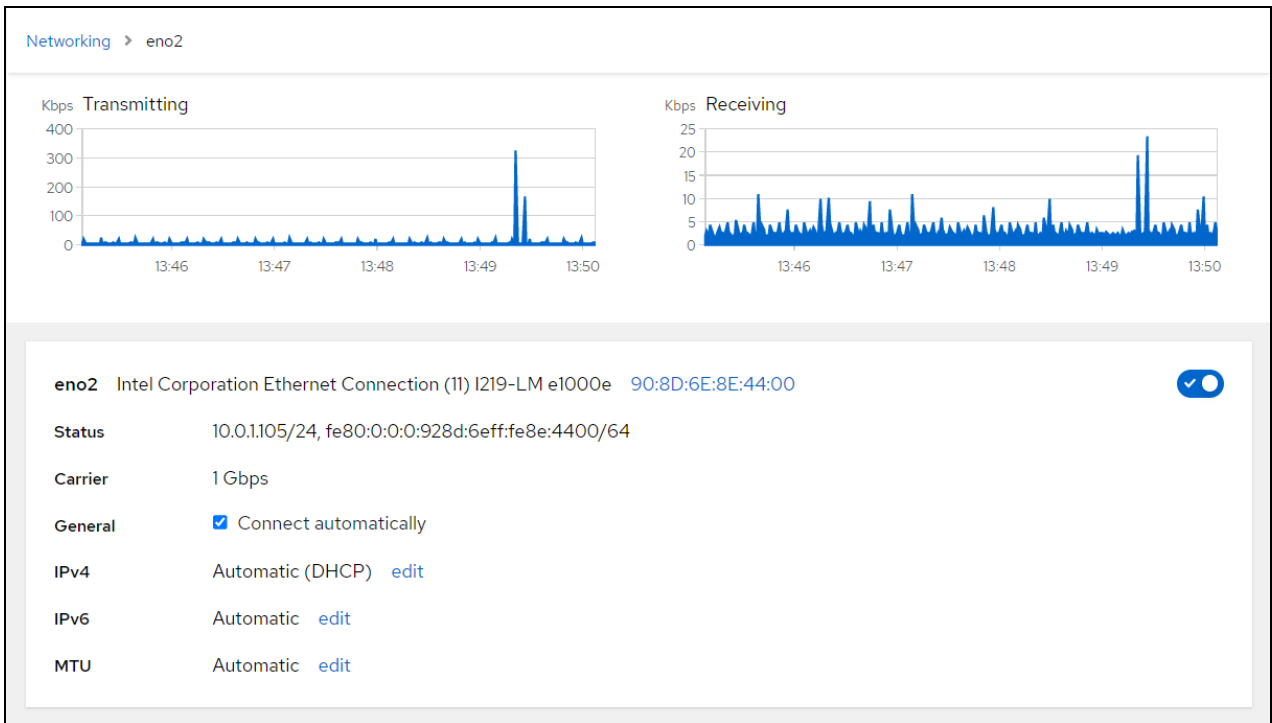 Networking > eno2
Kbps Transmitting
400
300
200
100
0
13:46 13:47 13:48 13:49 13:50
Kbps Receiving
25
20
15
10
5
0
13:46 13:47 13:48 13:49 13:50
eno2 Intel Corporation Ethernet Connection (11) I219-LM e1000e 90:8D:6E:8E:44:00
Status 10.0.1.105/24, fe80:0:0:0:928d:6eff:fe8e:4400/64
Carrier 1 Gbps
General Connect automatically
IPv4 Automatic (DHCP) edit
IPv6 Automatic edit
MTU Automatic edit